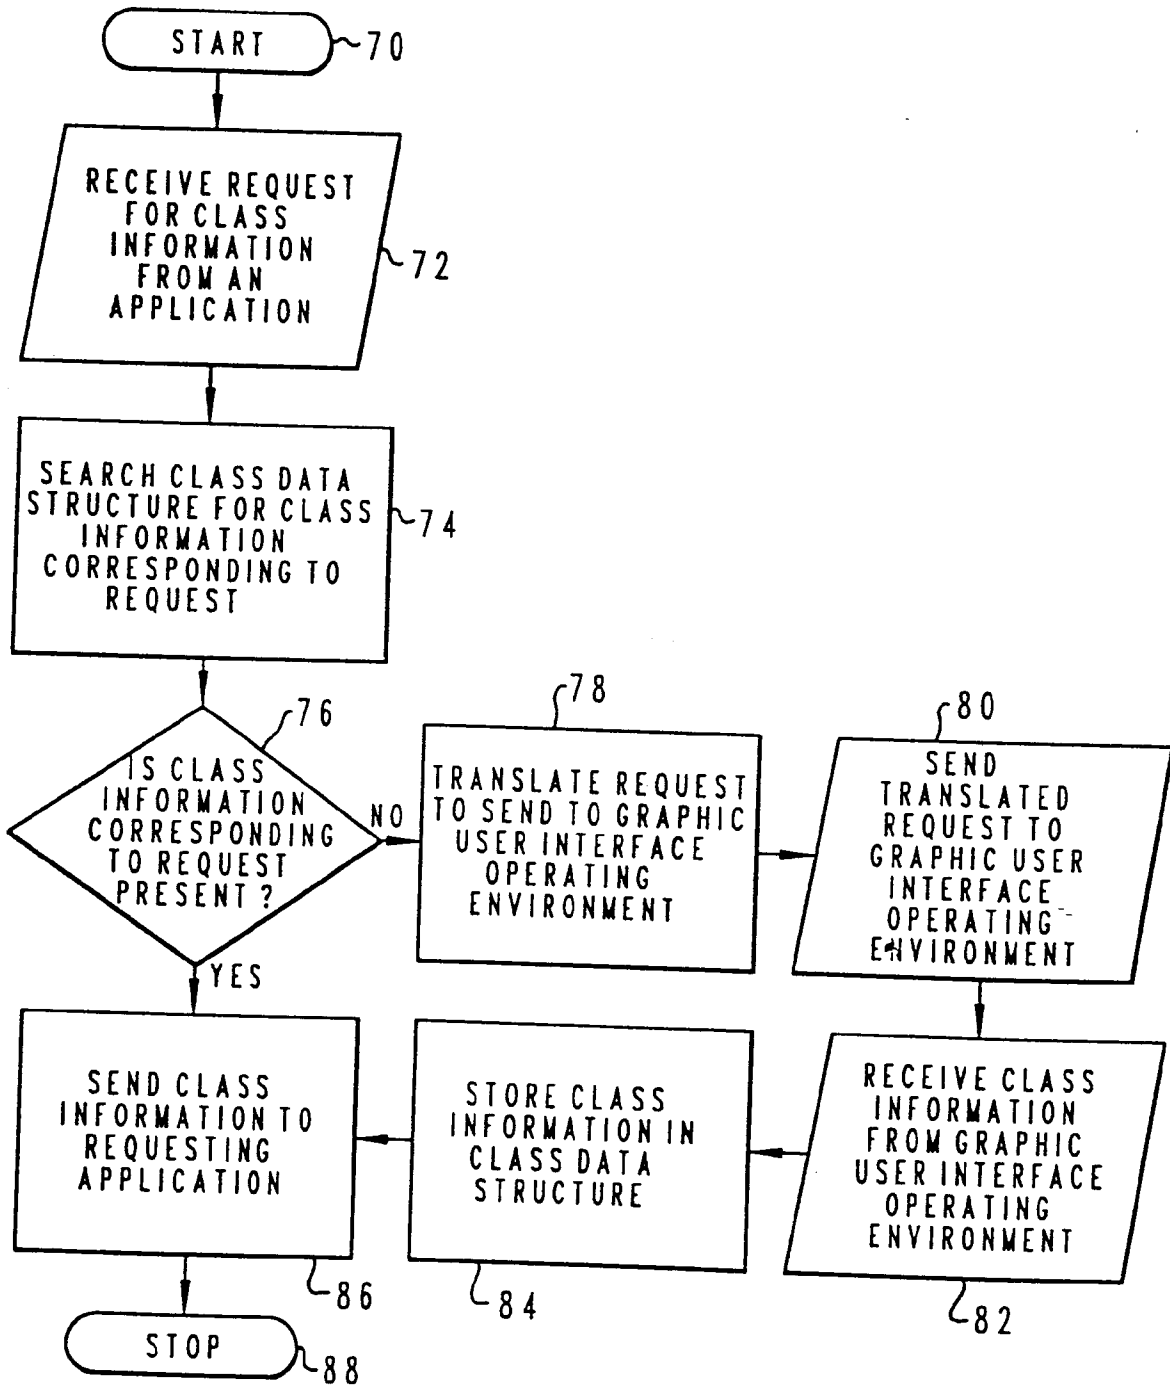 START
70
RECEIVE REQUEST
FOR CLASS
INFORMATION
FROM AN
APPLICATION
72
SEARCH CLASS DATA
STRUCTURE FOR CLASS
INFORMATION
CORRESPONDING TO
REQUEST
74
76
IS CLASS
INFORMATION
CORRESPONDING
TO REQUEST
PRESENT ?
NO
YES
78
TRANSLATE REQUEST
TO SEND TO GRAPHIC
USER INTERFACE
OPERATING
ENVIRONMENT
80
SEND
TRANSLATED
REQUEST TO
GRAPHIC USER
INTERFACE
OPERATING
ENVIRONMENT
RECEIVE CLASS
INFORMATION
FROM GRAPHIC
USER INTERFACE
OPERATING
ENVIRONMENT
82
STORE CLASS
INFORMATION IN
CLASS DATA
STRUCTURE
84
SEND CLASS
INFORMATION TO
REQUESTING
APPLICATION
86
STOP
88